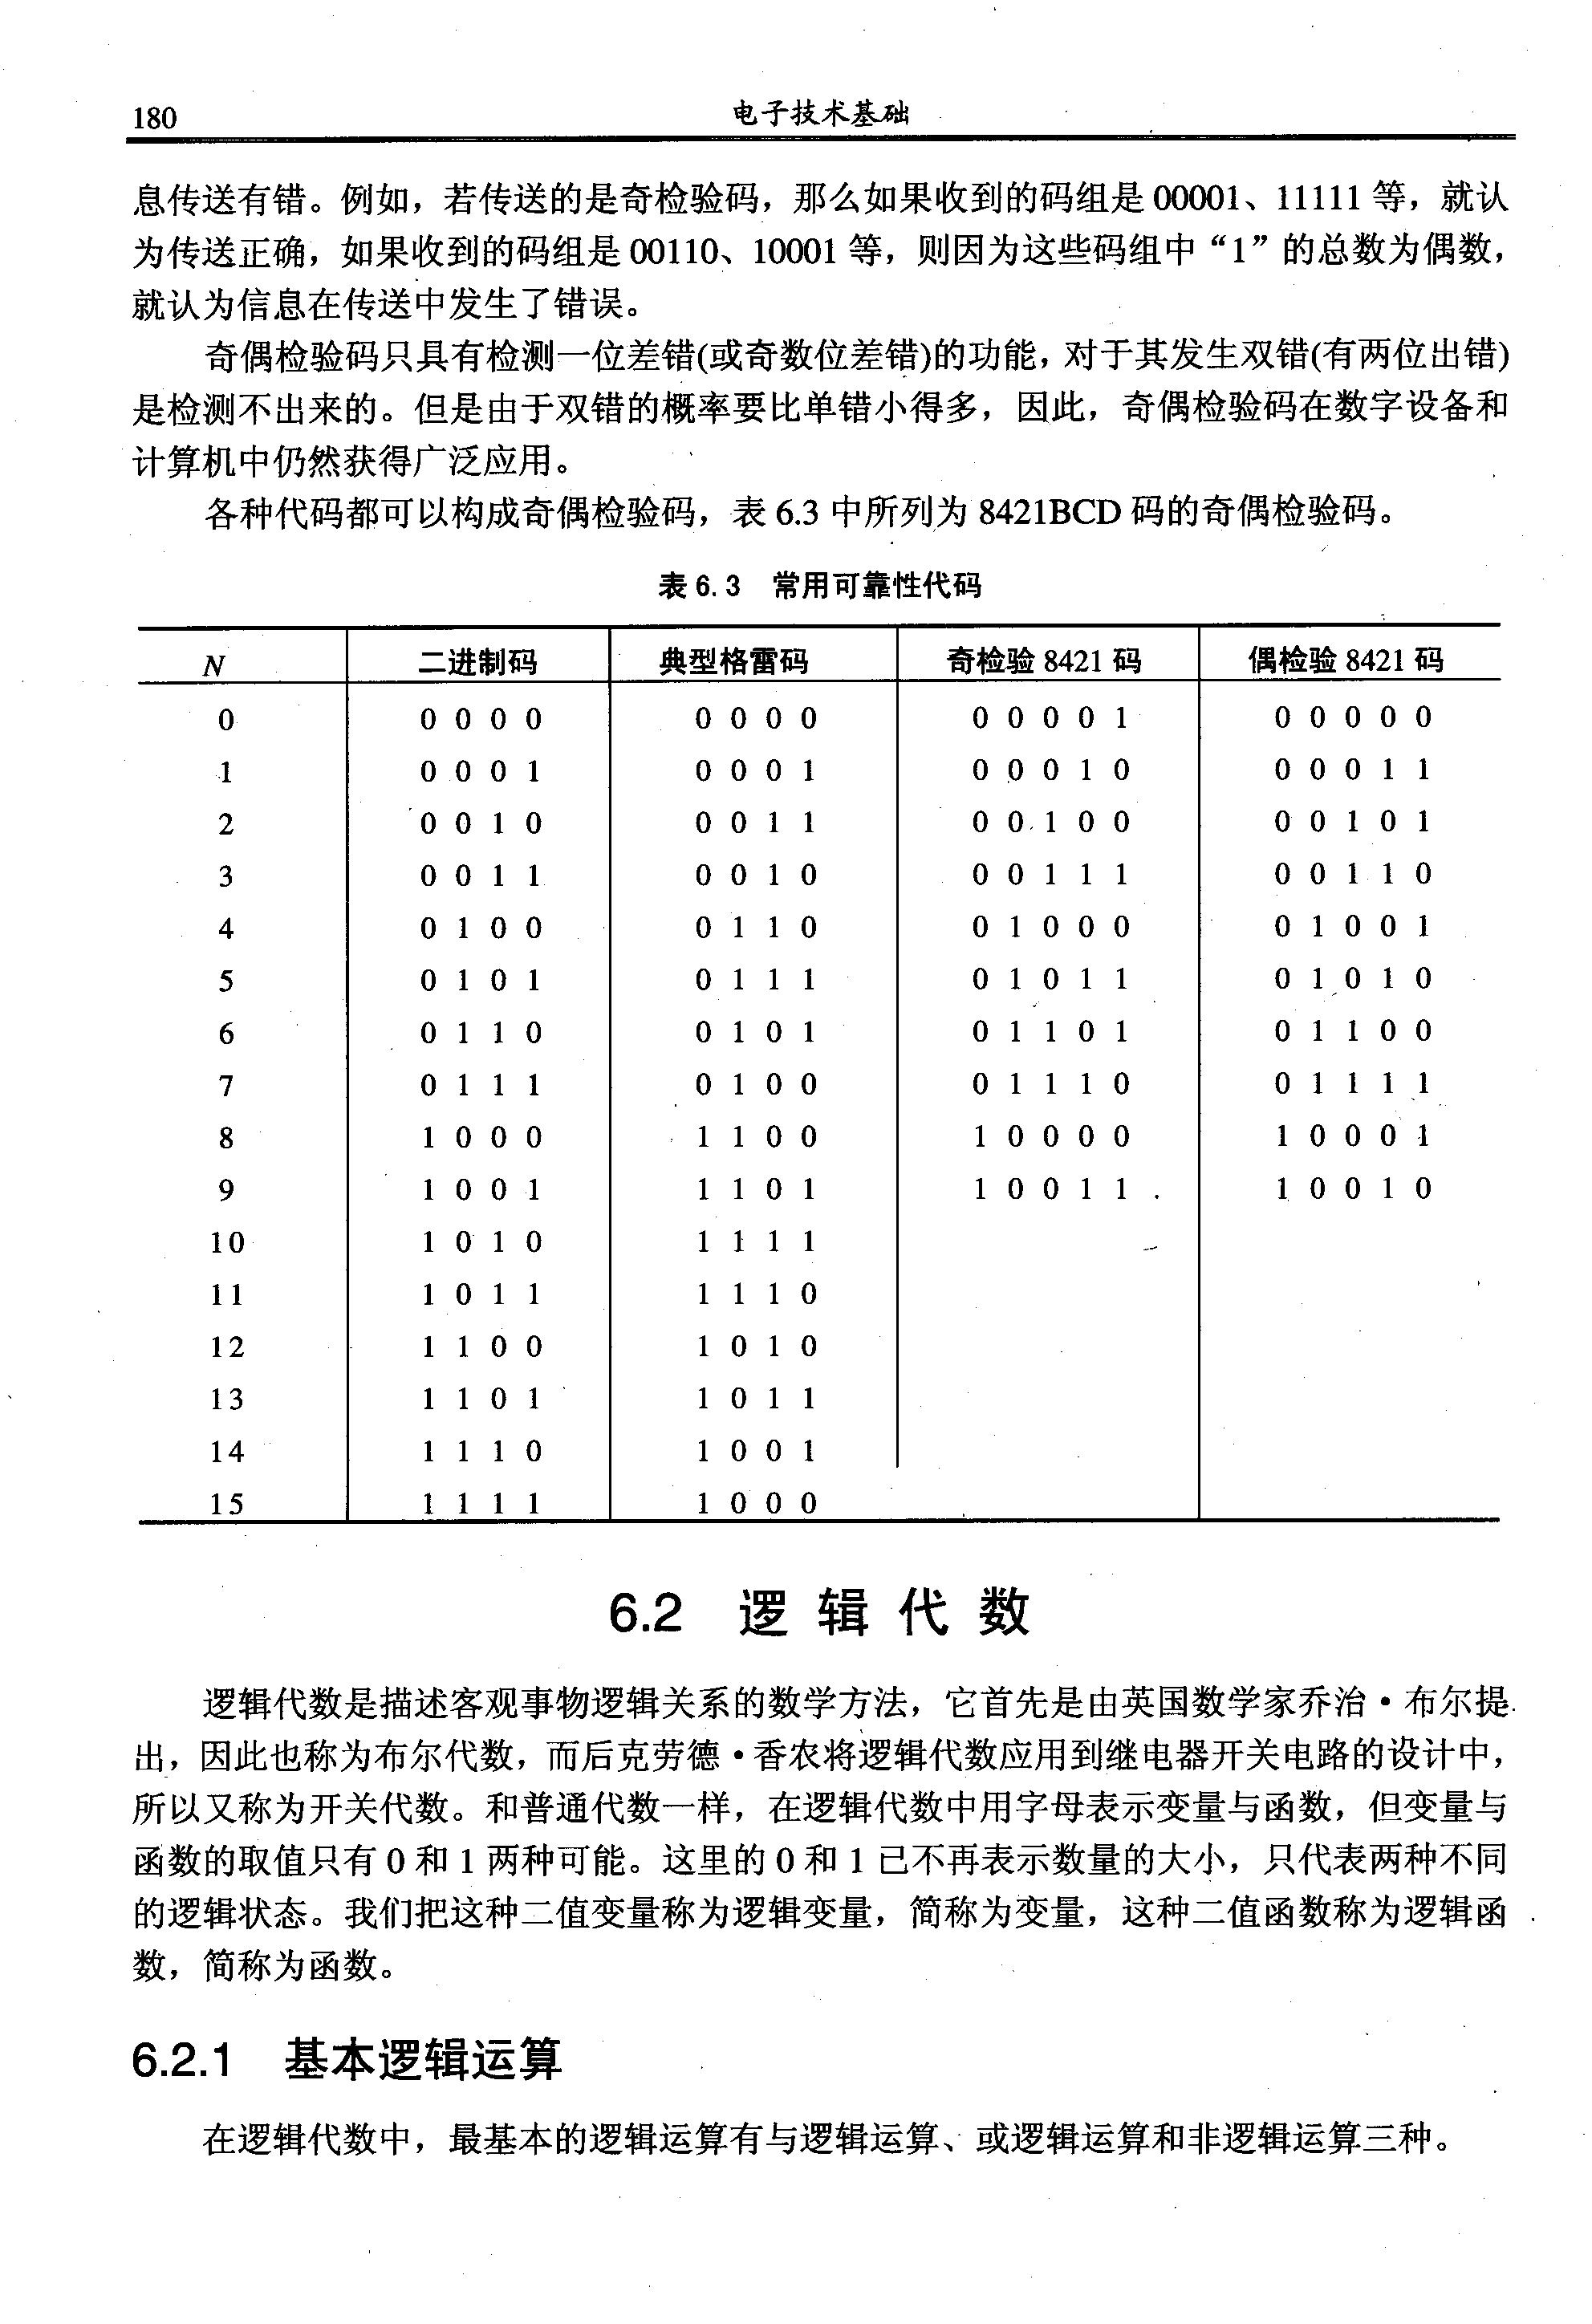 180
电子技术基础
息传送有错。例如，若传送的是奇检验码，那么如果收到的码组是 00001、11111 等，就认
为传送正确，如果收到的码组是 00110、10001 等，则因为这些码组中“1”的总数为偶数，
就认为信息在传送中发生了错误。
奇偶检验码只具有检测一位差错(或奇数位差错)的功能，对于其发生双错(有两位出错)
是检测不出来的。但是由于双错的概率要比单错小得多，因此，奇偶检验码在数字设备和
计算机中仍然获得广泛应用。
各种代码都可以构成奇偶检验码，表 6.3 中所列为 8421BCD 码的奇偶检验码。
表 6.3 常用可靠性代码
N 二进制码 典型格雷码 奇检验 8421 码 偶检验 8421 码
0 0 0 0 0 0 0 0 0 0 0 0 0 1 0 0 0 0 0
1 0 0 0 1 0 0 0 1 0 0 0 1 0 0 0 0 1 1
2 0 0 1 0 0 0 1 1 0 0 1 0 0 0 0 1 0 1
3 0 0 1 1 0 0 1 0 0 0 1 1 1 0 0 1 1 0
4 0 1 0 0 0 1 1 0 0 1 0 0 0 0 1 0 0 1
5 0 1 0 1 0 1 1 1 0 1 0 1 1 0 1 0 1 0
6 0 1 1 0 0 1 0 1 0 1 1 0 1 0 1 1 0 0
7 0 1 1 1 0 1 0 0 0 1 1 1 0 0 1 1 1 1
8 1 0 0 0 1 1 0 0 1 0 0 0 0 1 0 0 0 1
9 1 0 0 1 1 1 0 1 1 0 0 1 1 1 0 0 1 0
10 1 0 1 0 1 1 1 1
11 1 0 1 1 1 1 1 0
12 1 1 0 0 1 0 1 0
13 1 1 0 1 1 0 1 1
14 1 1 1 0 1 0 0 1
15 1 1 1 1 1 0 0 0
6.2 逻辑代数
逻辑代数是描述客观事物逻辑关系的数学方法，它首先是由英国数学家乔治·布尔提
出，因此也称为布尔代数，而后克劳德·香农将逻辑代数应用到继电器开关电路的设计中，
所以又称为开关代数。和普通代数一样，在逻辑代数中用字母表示变量与函数，但变量与
函数的取值只有 0 和 1 两种可能。这里的 0 和 1 已不再表示数量的大小，只代表两种不同
的逻辑状态。我们把这种二值变量称为逻辑变量，简称为变量，这种二值函数称为逻辑函
数，简称为函数。
6.2.1 基本逻辑运算
在逻辑代数中，最基本的逻辑运算有与逻辑运算、或逻辑运算和非逻辑运算三种。